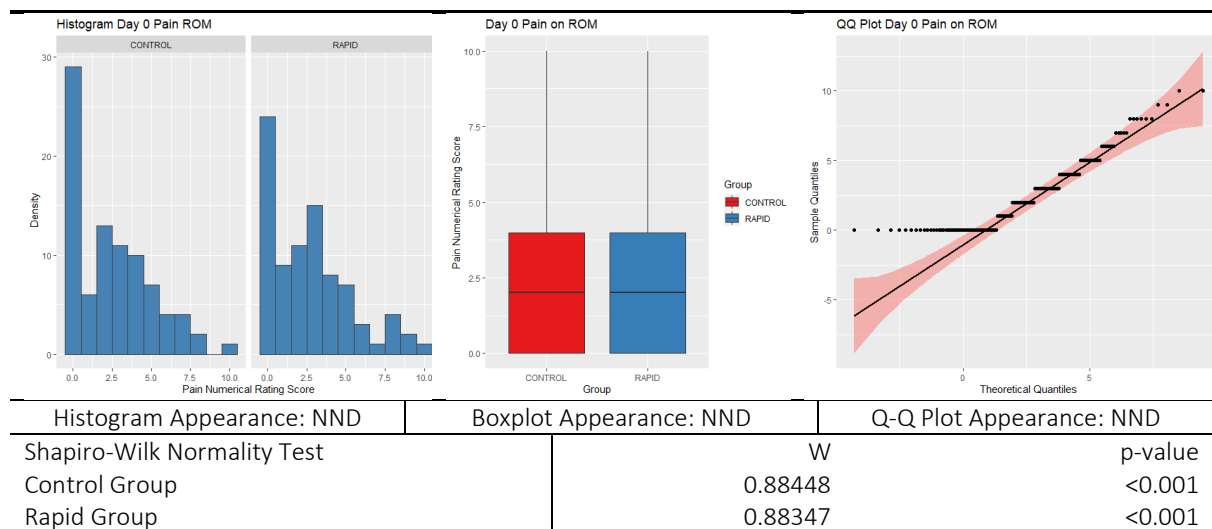 Histogram Day 0 Pain ROM
CONTROL
RAPID
30
20
10
0
Density
0.0 2.5 5.0 7.5 10.0
0.0 2.5 5.0 7.5 10.0
Pain Numerical Rating Score
Day 0 Pain on ROM
10.0
7.5
5.0
2.5
0.0
Pain Numerical Rating Score
CONTROL RAPID
Group
Group
CONTROL
RAPID
QQ Plot Day 0 Pain on ROM
10
5
0
-5
Sample Quantiles
0 5
Theoretical Quantiles
Histogram Appearance: NND
Boxplot Appearance: NND
Q-Q Plot Appearance: NND
Shapiro-Wilk Normality Test W p-value
Control Group 0.88448 <0.001
Rapid Group 0.88347 <0.001